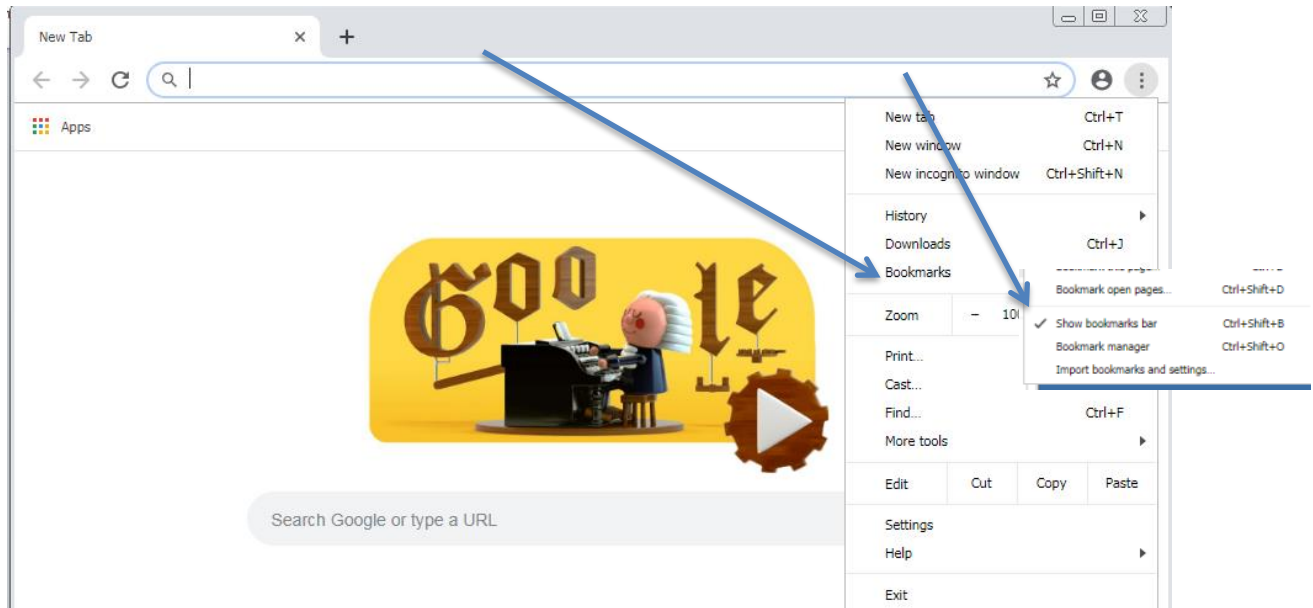 New Tab
Apps
New tab Ctrl+T
New window Ctrl+N
New incognito window Ctrl+Shift+N
History
Downloads Ctrl+J
Bookmarks
Bookmark open pages... Ctrl+Shift+D
Zoom - 10
Show bookmarks bar Ctrl+Shift+B
Bookmark manager Ctrl+Shift+O
Import bookmarks and settings...
Print...
Cast...
Find... Ctrl+F
More tools
Edit Cut Copy Paste
Settings
Help
Exit
Google
Search Google or type a URL